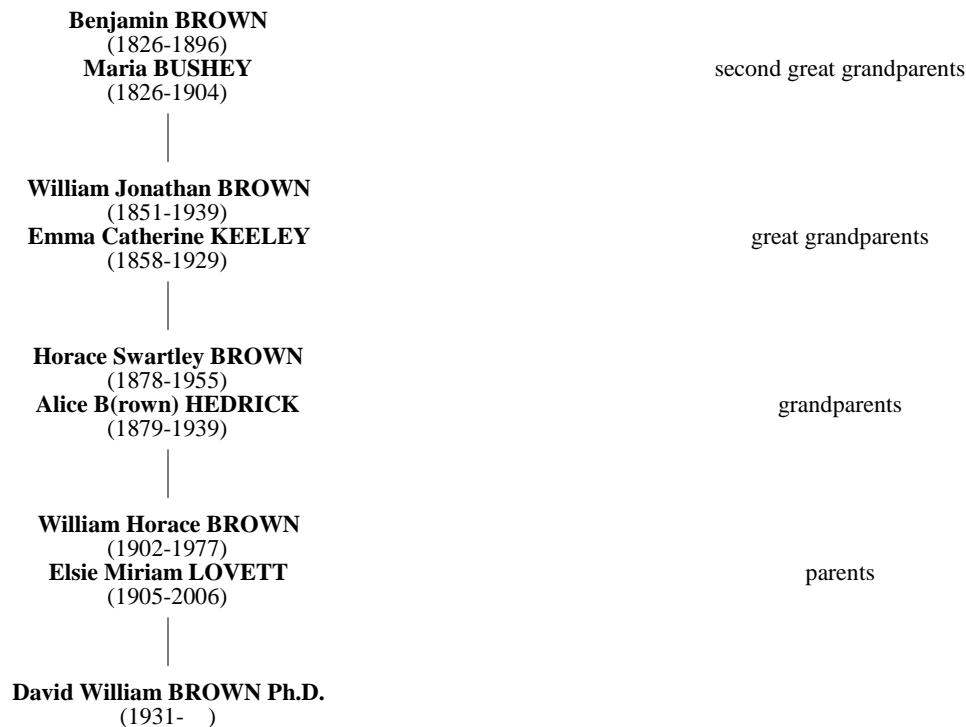 Benjamin BROWN
(1826-1896)
Maria BUSHEY second great grandparents
(1826-1904)
William Jonathan BROWN
(1851-1939)
Emma Catherine KEELEY great grandparents
(1858-1929)
Horace Swartley BROWN
(1878-1955)
Alice B(rown) HEDRICK grandparents
(1879-1939)
William Horace BROWN
(1902-1977)
Elsie Miriam LOVETT parents
(1905-2006)
David William BROWN Ph.D.
(1931- )